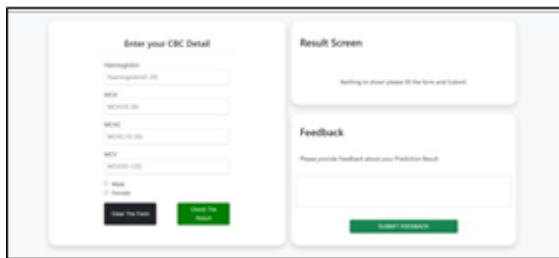 Enter your CBC Detail
Haemoglobin
MCH
MCHC
MCV
Male
Female
Clear The Form
Check The
Result
Result Screen
Nothing to show! please fill the form and Submit
Feedback
Please provide Feedback about your Prediction Result
SUBMIT FEEDBACK